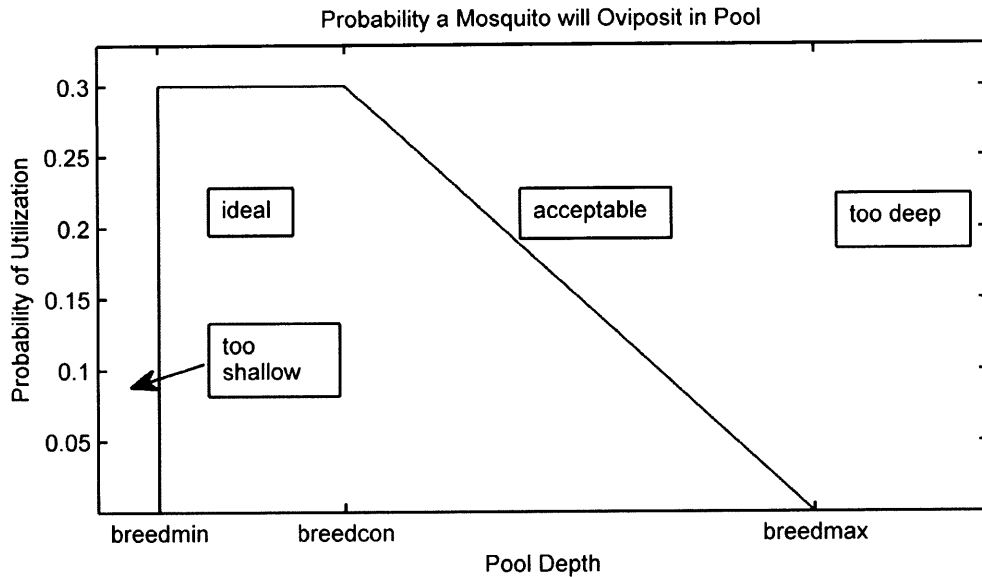 Probability a Mosquito will Oviposit in Pool
Probability of Utilization
0.3
0.25
0.2
0.15
0.1
0.05
ideal
acceptable
too deep
too
shallow
breedmin
breedcon
breedmax
Pool Depth